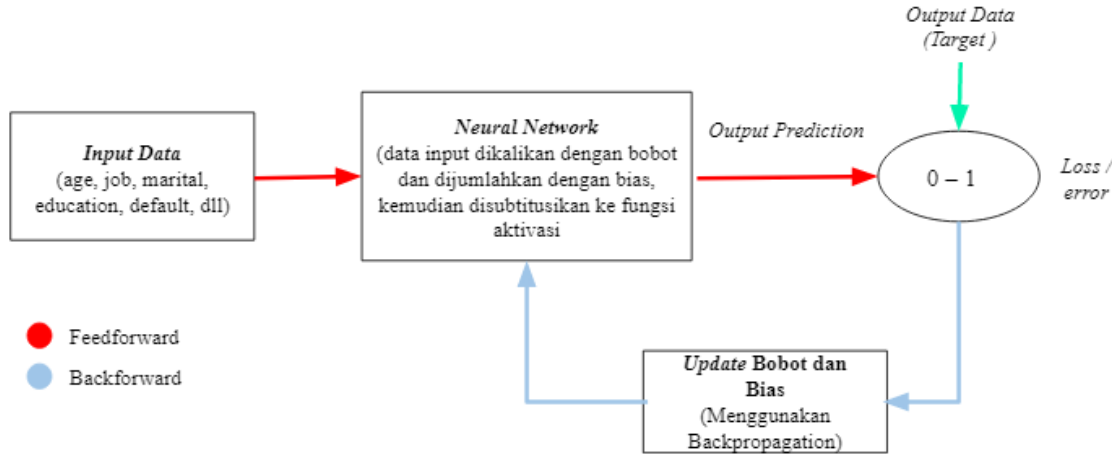 Output Data
(Target )
Input Data
(age, job, marital,
education, default, dll)
Neural Network
(data input dikalikan dengan bobot
dan dijumlahkan dengan bias,
kemudian disubtitusikan ke fungsi
aktivasi
Output Prediction
0 – 1
Loss /
error
Feedforward
Backforward
Update Bobot dan
Bias
(Menggunakan
Backpropagation)